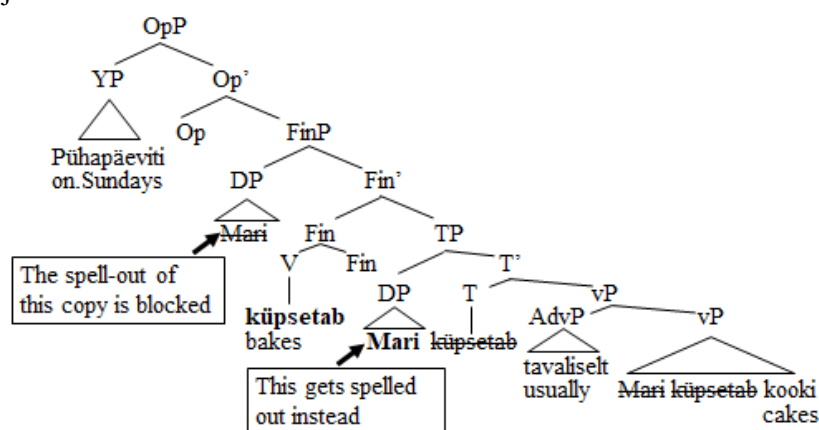 OpP
YP Op’
Op FinP
Pühapäeviti
on.Sundays
DP Fin’
Mari Fin TP
The spell-out of
this copy is blocked
V Fin T’
DP T vP
küpsetab
bakes
AdvP vP
Mari küpsetab
tavaliselt
usually
Mari küpsetab kooki
cakes
This gets spelled
out instead